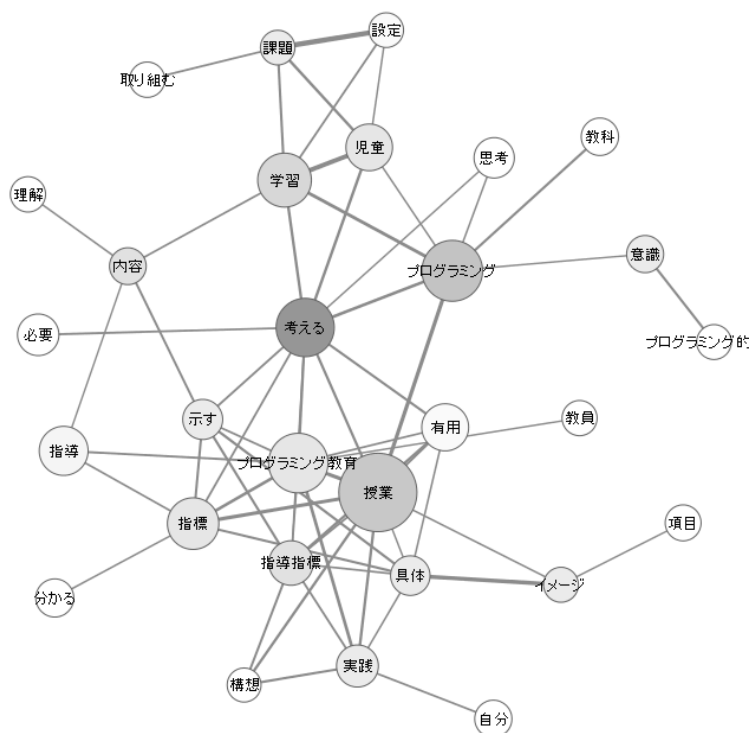 設定
課題
取り組む
教科
児童
思考
学習
理解
意識
内容
プログラミング
考える
必要
プログラミング的
教員
示す
有用
指導
プログラミング教育
授業
指標
項目
指導指標
具体
イメージ
分かる
実践
構想
自分